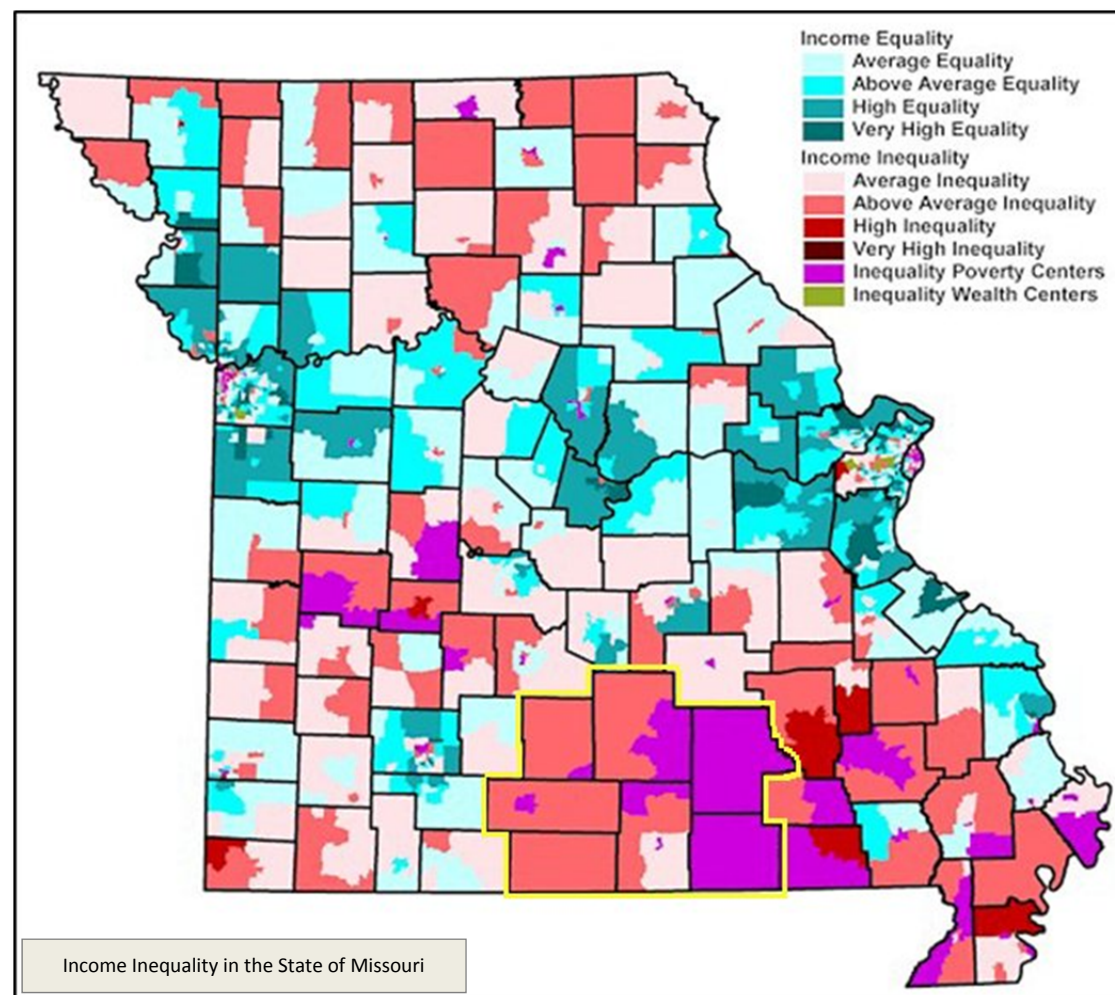 Income Equality
Average Equality
Above Average Equality
High Equality
Very High Equality
Income Inequality
Average Inequality
Above Average Inequality
High Inequality
Very High Inequality
Inequality Poverty Centers
Inequality Wealth Centers
Income Inequality in the State of Missouri